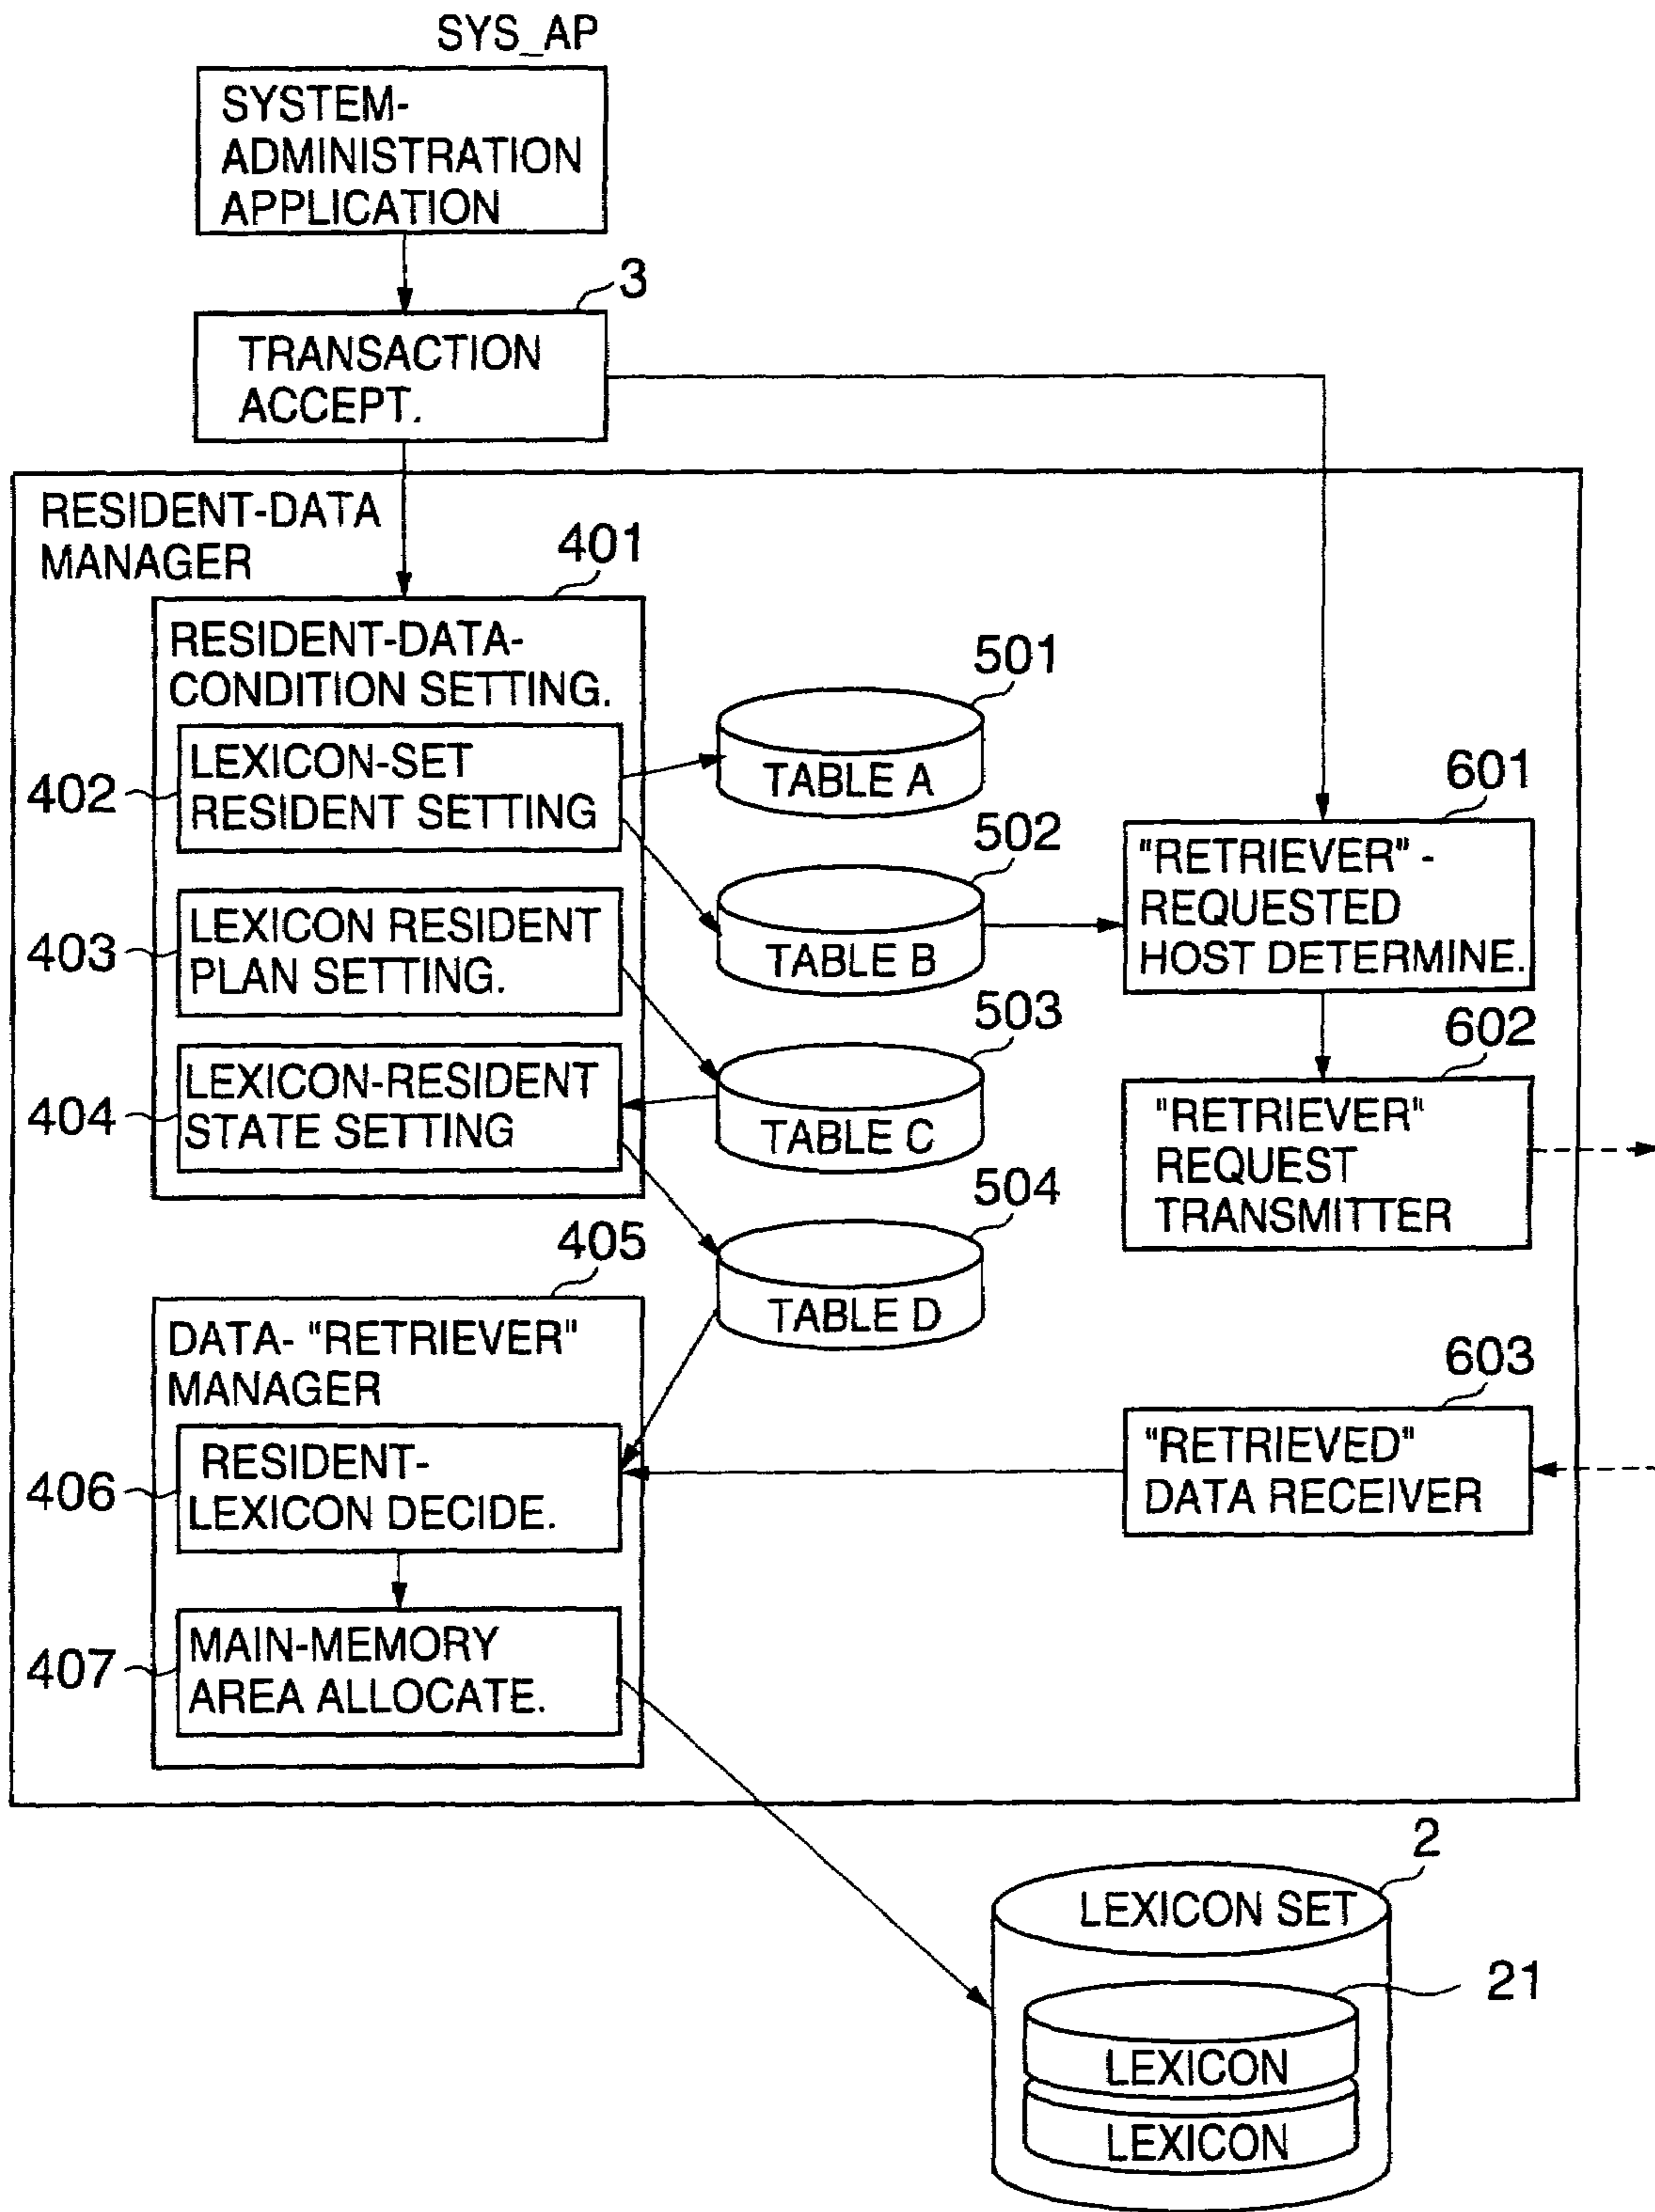 SYS_AP
SYSTEM-
ADMINISTRATION
APPLICATION
3
TRANSACTION
ACCEPT.
RESIDENT-DATA
MANAGER
401
RESIDENT-DATA-
CONDITION SETTING.
402
LEXICON-SET
RESIDENT SETTING
403
LEXICON RESIDENT
PLAN SETTING.
404
LEXICON-RESIDENT
STATE SETTING
501
TABLE A
502
TABLE B
503
TABLE C
504
TABLE D
601
"RETRIEVER" -
REQUESTED
HOST DETERMINE.
602
"RETRIEVER"
REQUEST
TRANSMITTER
603
"RETRIEVED"
DATA RECEIVER
405
DATA- "RETRIEVER"
MANAGER
406
RESIDENT-
LEXICON DECIDE.
407
MAIN-MEMORY
AREA ALLOCATE.
2
LEXICON SET
21
LEXICON
LEXICON